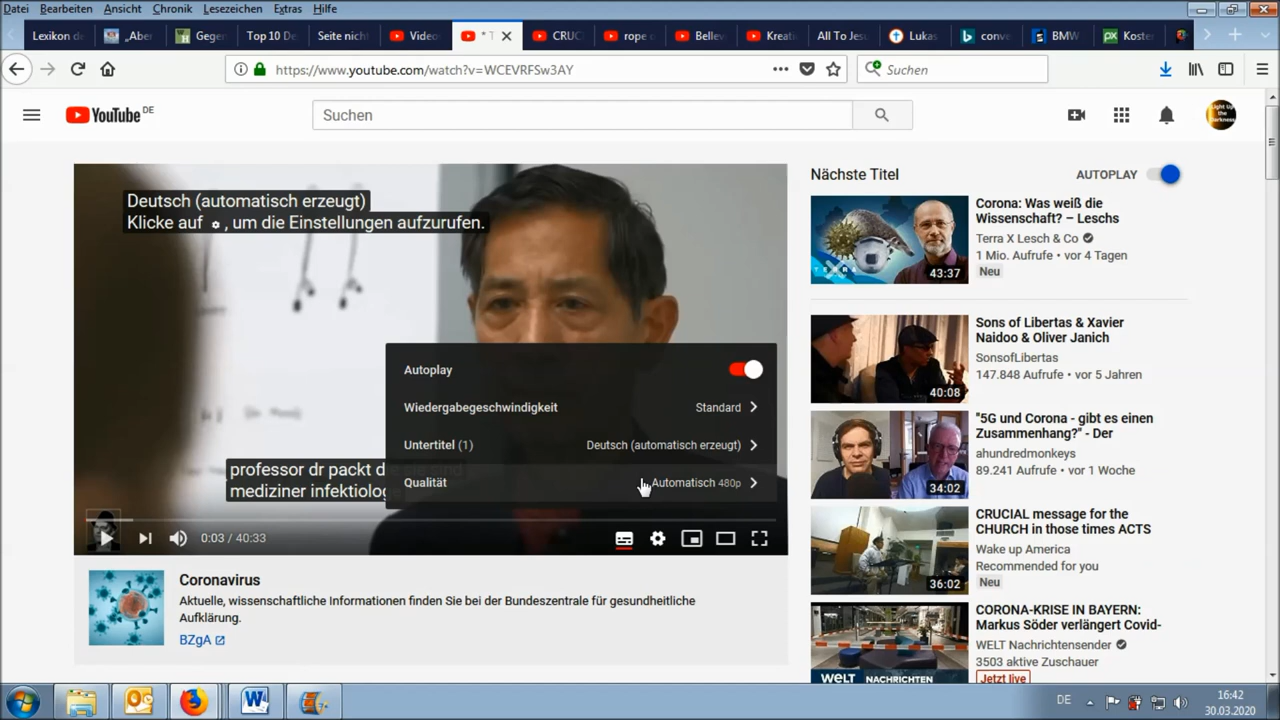 Datei Bearbeiten Ansicht Chronik Lesezeichen Extras Hilfe
Lexikon de „Aber Gegen Top 10 De Seite nich Video * T CRUC rope o Bellev Kreati All To Jesu Lukas conve BMW Koster
https://www.youtube.com/watch?v=WCEVRFSw3AY
Suchen
YouTube DE
Suchen
Light Up the Darkness
Deutsch (automatisch erzeugt)
Klicke auf , um die Einstellungen aufzurufen.
Autoplay
Wiedergabegeschwindigkeit Standard
Untertitel (1) Deutsch (automatisch erzeugt)
Qualität Automatisch 480p
professor dr packt
mediziner infektiolog
0:03 / 40:33
Coronavirus
Aktuelle, wissenschaftliche Informationen finden Sie bei der Bundeszentrale für gesundheitliche
Aufklärung.
BZgA
Nächste Titel AUTOPLAY
TERRA
43:37
Corona: Was weiß die
Wissenschaft? – Leschs
Terra X Lesch & Co
1 Mio. Aufrufe • vor 4 Tagen
Neu
40:08
Sons of Libertas & Xavier
Naidoo & Oliver Janich
SonsofLibertas
147.848 Aufrufe • vor 5 Jahren
34:02
"5G und Corona - gibt es einen
Zusammenhang?" - Der
ahundredmonkeys
89.241 Aufrufe • vor 1 Woche
36:02
CRUCIAL message for the
CHURCH in those times ACTS
Wake up America
Recommended for you
Neu
welt NACHRICHTEN
CORONA-KRISE IN BAYERN:
Markus Söder verlängert Covid-
WELT Nachrichtensender
3503 aktive Zuschauer
Jetzt live
DE
16:42
30.03.2020